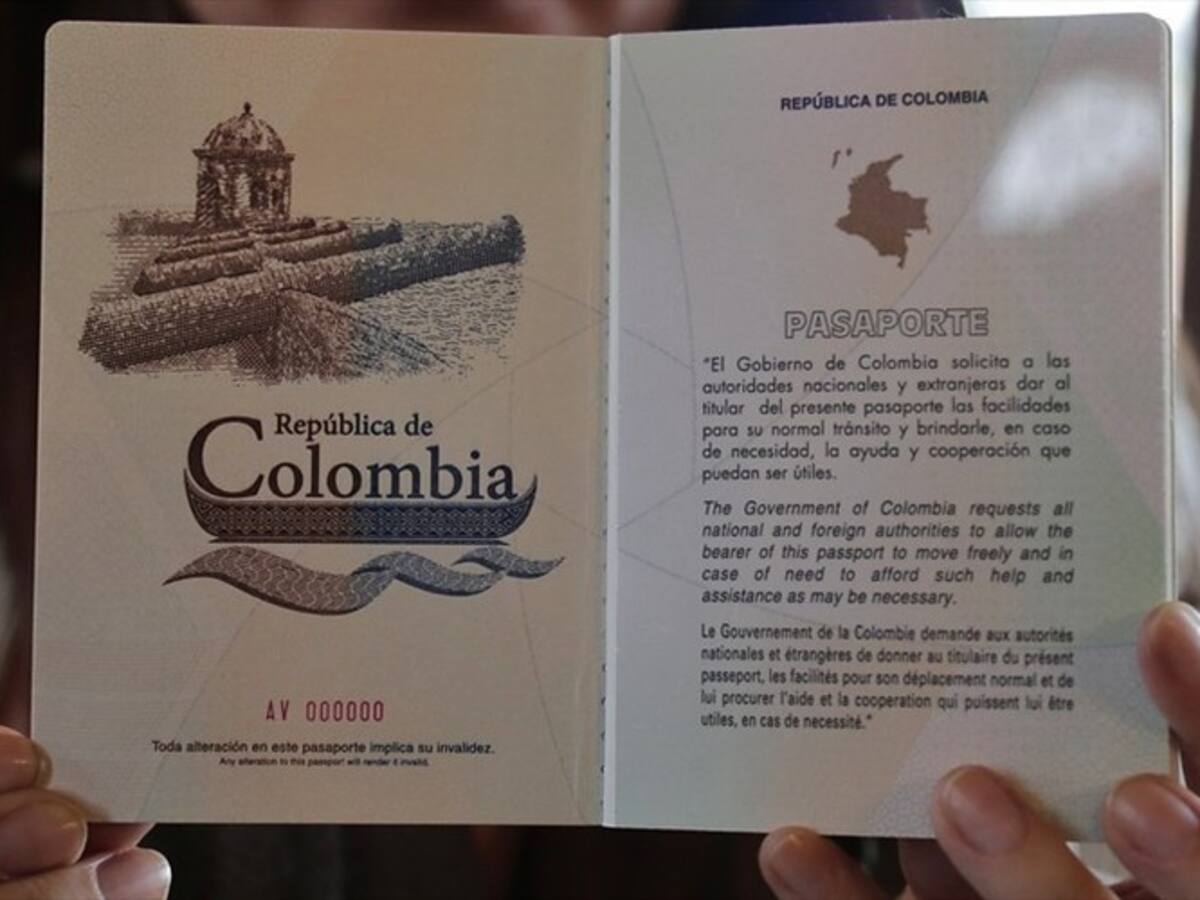 República de
Colombia
AV 000000
Toda alteración en este pasaporte implica su invalidez.
Any alteration to this passport will render it invalid.
REPÚBLICA DE COLOMBIA
PASAPORTE
"El Gobierno de Colombia solicita a las
autoridades nacionales y extranjeras dar al
titular del presente pasaporte las facilidades
para su normal tránsito y brindarle, en caso
de necesidad, la ayuda y cooperación que
puedan ser útiles.
The Government of Colombia requests all
national and foreign authorities to allow the
bearer of this passport to move freely and in
case of need to afford such help and
assistance as may be necessary.
Le Gouvernement de la Colombie demande aux autorités
nationales et étrangères de donner au titulaire du présent
passeport, les facilités pour son déplacement normal et de
lui procurer l'aide et la cooperation qui puissent lui être
utiles, en cas de necessité."